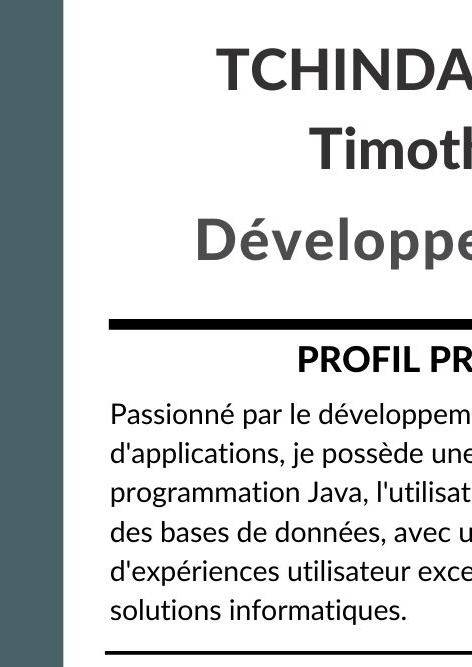 TCHINDA
Timoth
Développe
PROFIL PR
Passionné par le développem
d'applications, je possède une
programmation Java, l'utilisat
des bases de données, avec u
d'expériences utilisateur exce
solutions informatiques.